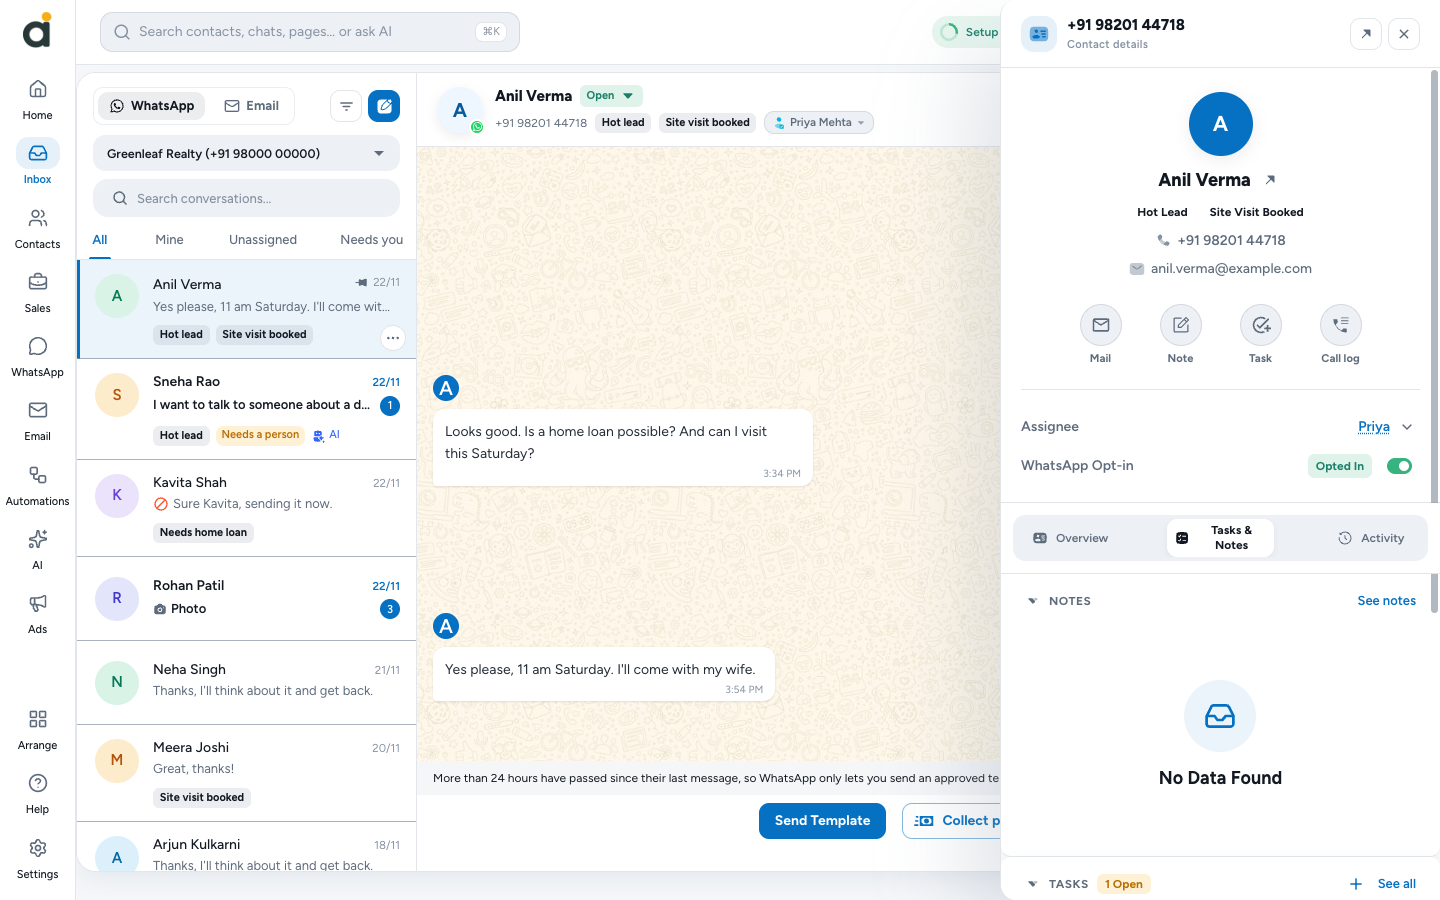 Search contacts, chats, pages... or ask AI
⌘K
Setup
Home
Inbox
Contacts
Sales
WhatsApp
Email
Automations
AI
Ads
Arrange
Help
Settings
WhatsApp
Email
Greenleaf Realty (+91 98000 00000)
Search conversations...
All
Mine
Unassigned
Needs you
A
Anil Verma
22/11
Yes please, 11 am Saturday. I'll come wit...
Hot lead
Site visit booked
S
Sneha Rao
22/11
I want to talk to someone about a d...
1
Hot lead
Needs a person
AI
K
Kavita Shah
22/11
Sure Kavita, sending it now.
Needs home loan
R
Rohan Patil
22/11
Photo
3
N
Neha Singh
21/11
Thanks, I'll think about it and get back.
M
Meera Joshi
20/11
Great, thanks!
Site visit booked
A
Arjun Kulkarni
18/11
Thanks, I'll think about it and get back.
A
Anil Verma
Open
+91 98201 44718
Hot lead
Site visit booked
Priya Mehta
A
Looks good. Is a home loan possible? And can I visit
this Saturday?
3:34 PM
A
Yes please, 11 am Saturday. I'll come with my wife.
3:54 PM
More than 24 hours have passed since their last message, so WhatsApp only lets you send an approved te
Send Template
Collect p
+91 98201 44718
Contact details
A
Anil Verma
Hot Lead
Site Visit Booked
+91 98201 44718
anil.verma@example.com
Mail
Note
Task
Call log
Assignee
Priya
WhatsApp Opt-in
Opted In
Overview
Tasks &
Notes
Activity
NOTES
See notes
No Data Found
TASKS
1 Open
See all